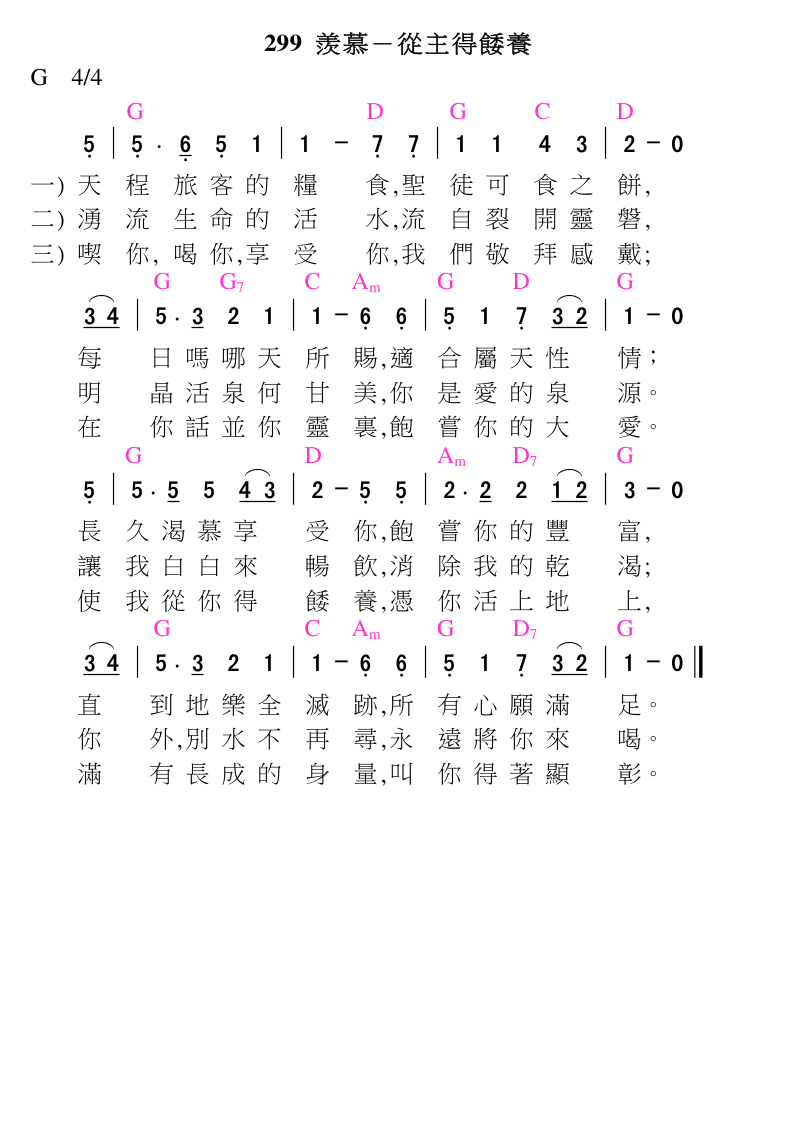 299 羨慕－從主得餧養
G 4/4
G D G C D
5 | 5 · 6 5 1 | 1 － 7 7 | 1 1 4 3 | 2 － 0
一) 天 程 旅 客 的 糧 食,聖 徒 可 食 之 餅,
二) 湧 流 生 命 的 活 水,流 自 裂 開 靈 磐,
三) 喫 你, 喝 你,享 受 你,我 們 敬 拜 感 戴;
G G7 C Am G D G
3 4 | 5 · 3 2 1 | 1 － 6 6 | 5 1 7 3 2 | 1 － 0
每 日 嗎 哪 天 所 賜,適 合 屬 天 性 情；
明 晶 活 泉 何 甘 美,你 是 愛 的 泉 源。
在 你 話 並 你 靈 裏,飽 嘗 你 的 大 愛。
G D Am D7 G
5 | 5 · 5 5 4 3 | 2 － 5 5 | 2 · 2 2 1 2 | 3 － 0
長 久 渴 慕 享 受 你,飽 嘗 你 的 豐 富,
讓 我 白 白 來 暢 飲,消 除 我 的 乾 渴;
使 我 從 你 得 餧 養,憑 你 活 上 地 上,
G C Am G D7 G
3 4 | 5 · 3 2 1 | 1 － 6 6 | 5 1 7 3 2 | 1 － 0 ‖
直 到 地 樂 全 滅 跡,所 有 心 願 滿 足。
你 外,別 水 不 再 尋,永 遠 將 你 來 喝。
滿 有 長 成 的 身 量,叫 你 得 著 顯 彰。